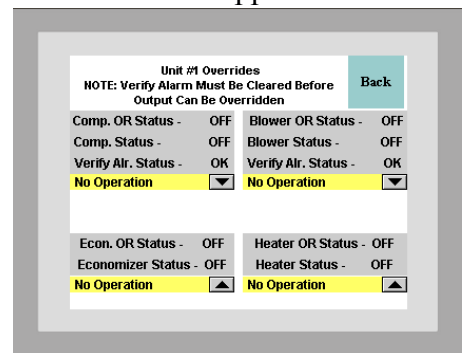 Unit #1 Overrides
NOTE: Verify Alarm Must Be Cleared Before
Output Can Be Overridden
Back
Comp. OR Status - OFF
Comp. Status - OFF
Verify Alr. Status - OK
No Operation
Blower OR Status - OFF
Blower Status - OFF
Verify Alr. Status - OK
No Operation
Econ. OR Status - OFF
Economizer Status - OFF
No Operation
Heater OR Status - OFF
Heater Status - OFF
No Operation